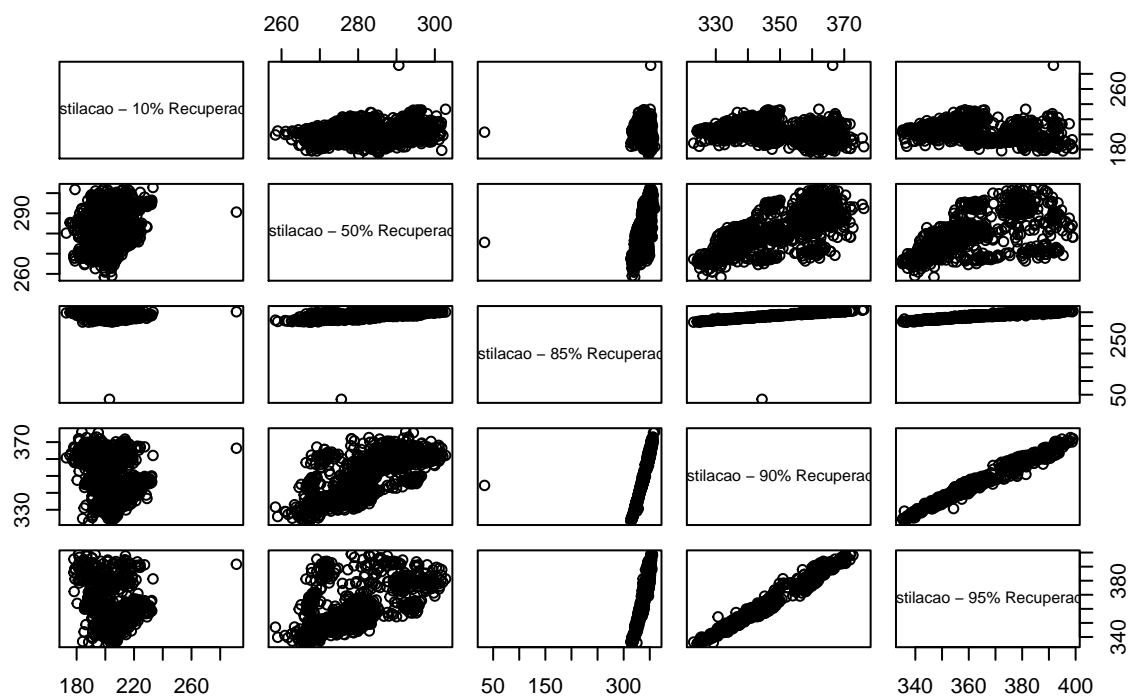 260 280 300
330 350 370
stilacao − 10% Recuperac
180 260
260 290
stilacao − 50% Recuperac
stilacao − 85% Recuperac
50 250
330 370
stilacao − 90% Recuperac
stilacao − 95% Recuperac
340 380
180 220 260
50 150 300
340 360 380 400